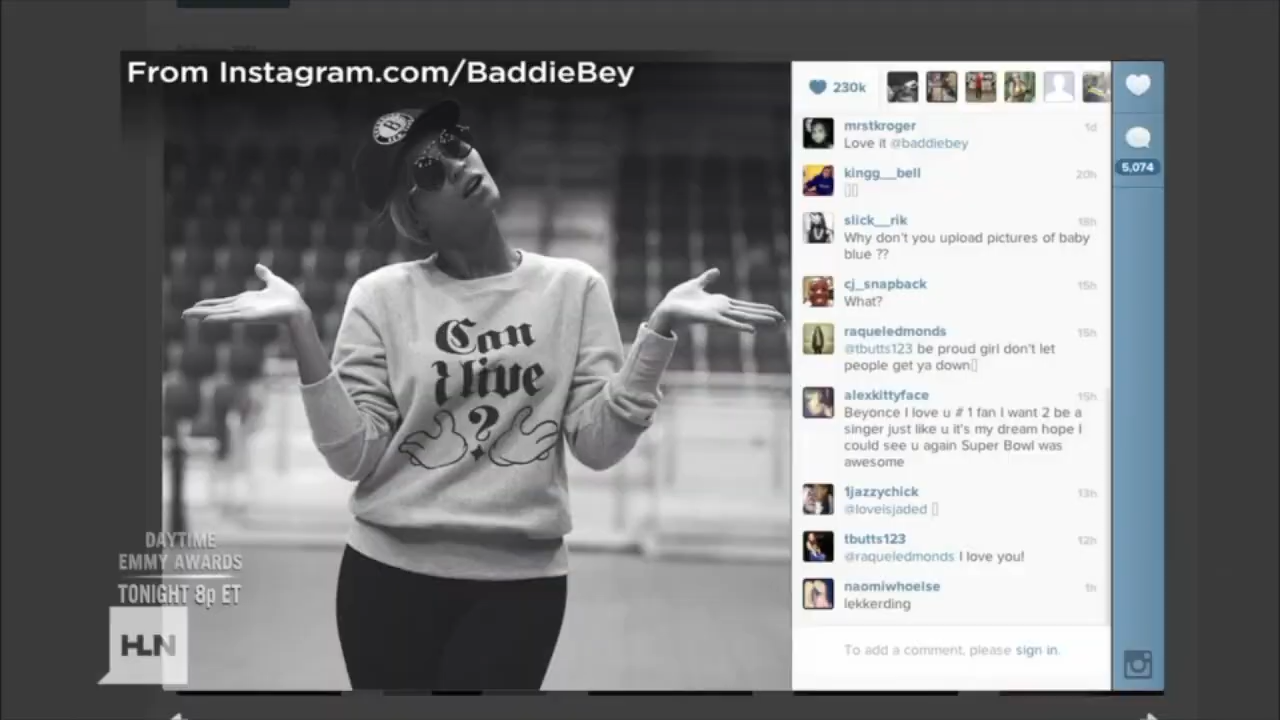 From Instagram.com/BaddieBey
B
Can
I live
?
DAYTIME
EMMY AWARDS
TONIGHT 8p ET
HLN
230k
mrstkroger 1d
Love it @baddiebey
kingg__bell 20h
slick__rik 18h
Why don't you upload pictures of baby
blue ??
cj_snapback 15h
What?
raqueledmonds 15h
@tbutts123 be proud girl don't let
people get ya down
alexkittyface 15h
Beyonce I love u # 1 fan I want 2 be a
singer just like u it's my dream hope I
could see u again Super Bowl was
awesome
1jazzychick 13h
@loveisjaded
tbutts123 12h
@raqueledmonds I love you!
naomiwhoelse 1h
lekkerding
To add a comment, please sign in.
5,074